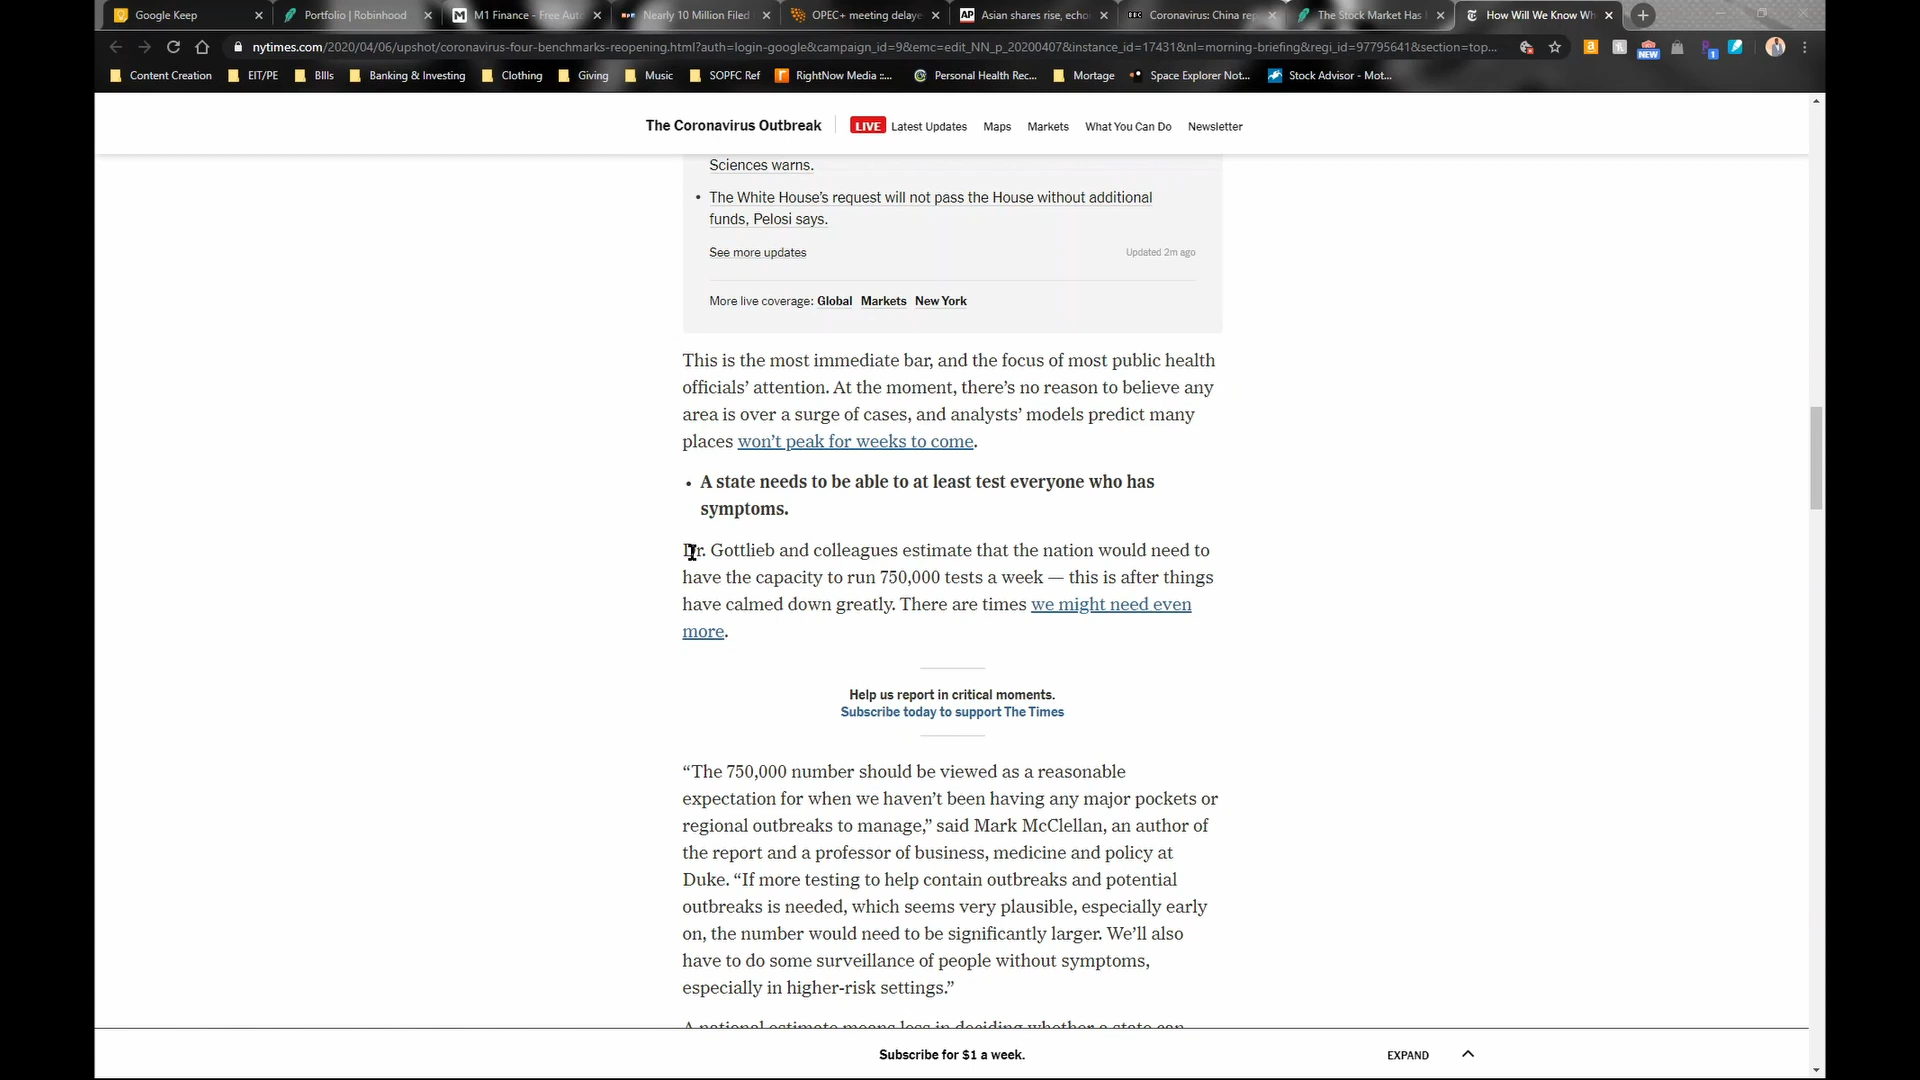 Google Keep
Portfolio | Robinhood
M1 Finance - Free Aut
Nearly 10 Million Filed
OPEC+ meeting delaye
AP Asian shares rise, echo
BBC Coronavirus: China rep
The Stock Market Has
How Will We Know Wh
nytimes.com/2020/04/06/upshot/coronavirus-four-benchmarks-reopening.html?auth=login-google&campaign_id=9&emc=edit_NN_p_20200407&instance_id=17431&nl=morning-briefing&regi_id=97795641&section=top...
NEW
1
Content Creation
EIT/PE
BIlls
Banking & Investing
Clothing
Giving
Music
SOPFC Ref
RightNow Media ::...
Personal Health Rec...
Mortage
Space Explorer Not...
Stock Advisor - Mot...
The Coronavirus Outbreak
LIVE Latest Updates
Maps
Markets
What You Can Do
Newsletter
Sciences warns.
• The White House’s request will not pass the House without additional
funds, Pelosi says.
See more updates
Updated 2m ago
More live coverage: Global Markets New York
This is the most immediate bar, and the focus of most public health
officials’ attention. At the moment, there’s no reason to believe any
area is over a surge of cases, and analysts’ models predict many
places won’t peak for weeks to come.
• A state needs to be able to at least test everyone who has
symptoms.
Dr. Gottlieb and colleagues estimate that the nation would need to
have the capacity to run 750,000 tests a week — this is after things
have calmed down greatly. There are times we might need even
more.
Help us report in critical moments.
Subscribe today to support The Times
“The 750,000 number should be viewed as a reasonable
expectation for when we haven’t been having any major pockets or
regional outbreaks to manage,” said Mark McClellan, an author of
the report and a professor of business, medicine and policy at
Duke. “If more testing to help contain outbreaks and potential
outbreaks is needed, which seems very plausible, especially early
on, the number would need to be significantly larger. We’ll also
have to do some surveillance of people without symptoms,
especially in higher-risk settings.”
A national estimate means less in deciding whether a state can
Subscribe for $1 a week.
EXPAND